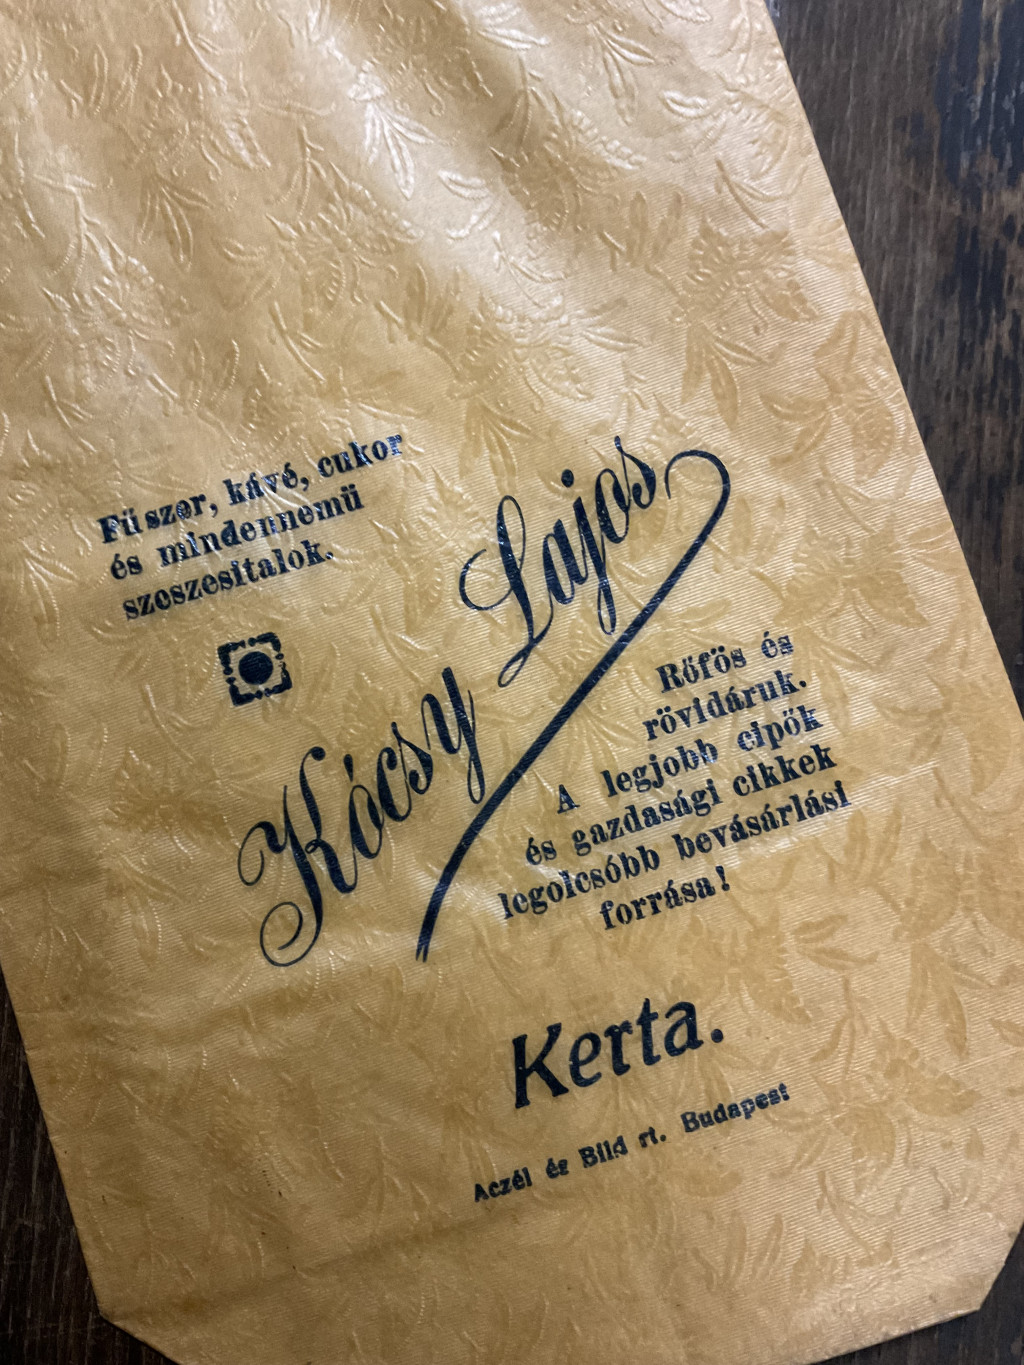 Fűszer, kávé, cukor
és mindennemü
szeszesitalok.
Kócsy Lajos
Rőfös és
rövidáruk.
A legjobb cipők
és gazdasági cikkek
legolcsóbb bevásárlási
forrása!
Kerta.
Aczél és Bild rt. Budapest